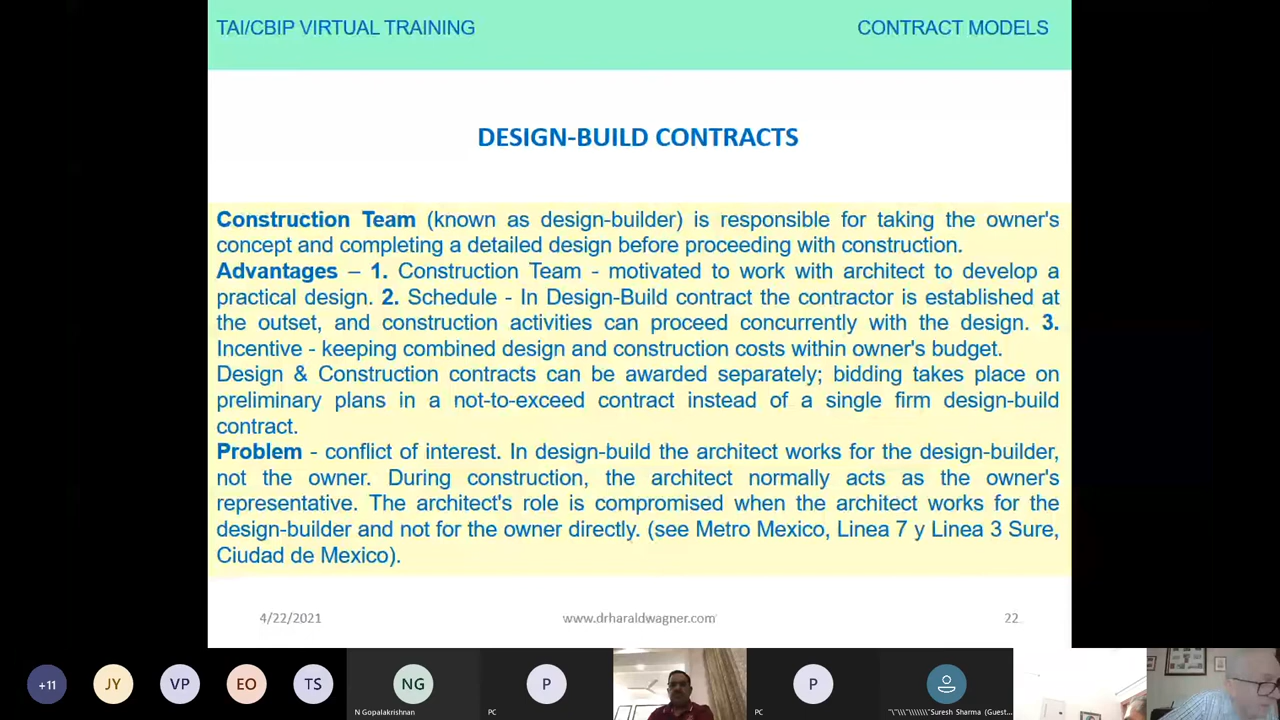 TAI/CBIP VIRTUAL TRAINING
CONTRACT MODELS
DESIGN-BUILD CONTRACTS
Construction Team (known as design-builder) is responsible for taking the owner's
concept and completing a detailed design before proceeding with construction.
Advantages – 1. Construction Team - motivated to work with architect to develop a
practical design. 2. Schedule - In Design-Build contract the contractor is established at
the outset, and construction activities can proceed concurrently with the design. 3.
Incentive - keeping combined design and construction costs within owner's budget.
Design & Construction contracts can be awarded separately; bidding takes place on
preliminary plans in a not-to-exceed contract instead of a single firm design-build
contract.
Problem - conflict of interest. In design-build the architect works for the design-builder,
not the owner. During construction, the architect normally acts as the owner's
representative. The architect's role is compromised when the architect works for the
design-builder and not for the owner directly. (see Metro Mexico, Linea 7 y Linea 3 Sure,
Ciudad de Mexico).
4/22/2021
www.drharaldwagner.com
22
+11
JY
VP
EO
TS
NG
P
P
N Gopalakrishnan
PC
PC
Suresh Sharma (Guest...